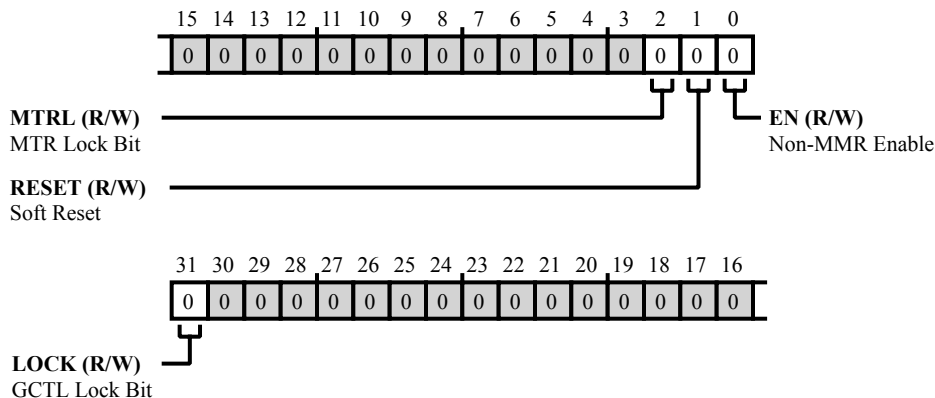 15 14 13 12 11 10 9 8 7 6 5 4 3 2 1 0
0 0 0 0 0 0 0 0 0 0 0 0 0 0 0 0
MTRL (R/W)
MTR Lock Bit
EN (R/W)
Non-MMR Enable
RESET (R/W)
Soft Reset
31 30 29 28 27 26 25 24 23 22 21 20 19 18 17 16
0 0 0 0 0 0 0 0 0 0 0 0 0 0 0 0
LOCK (R/W)
GCTL Lock Bit